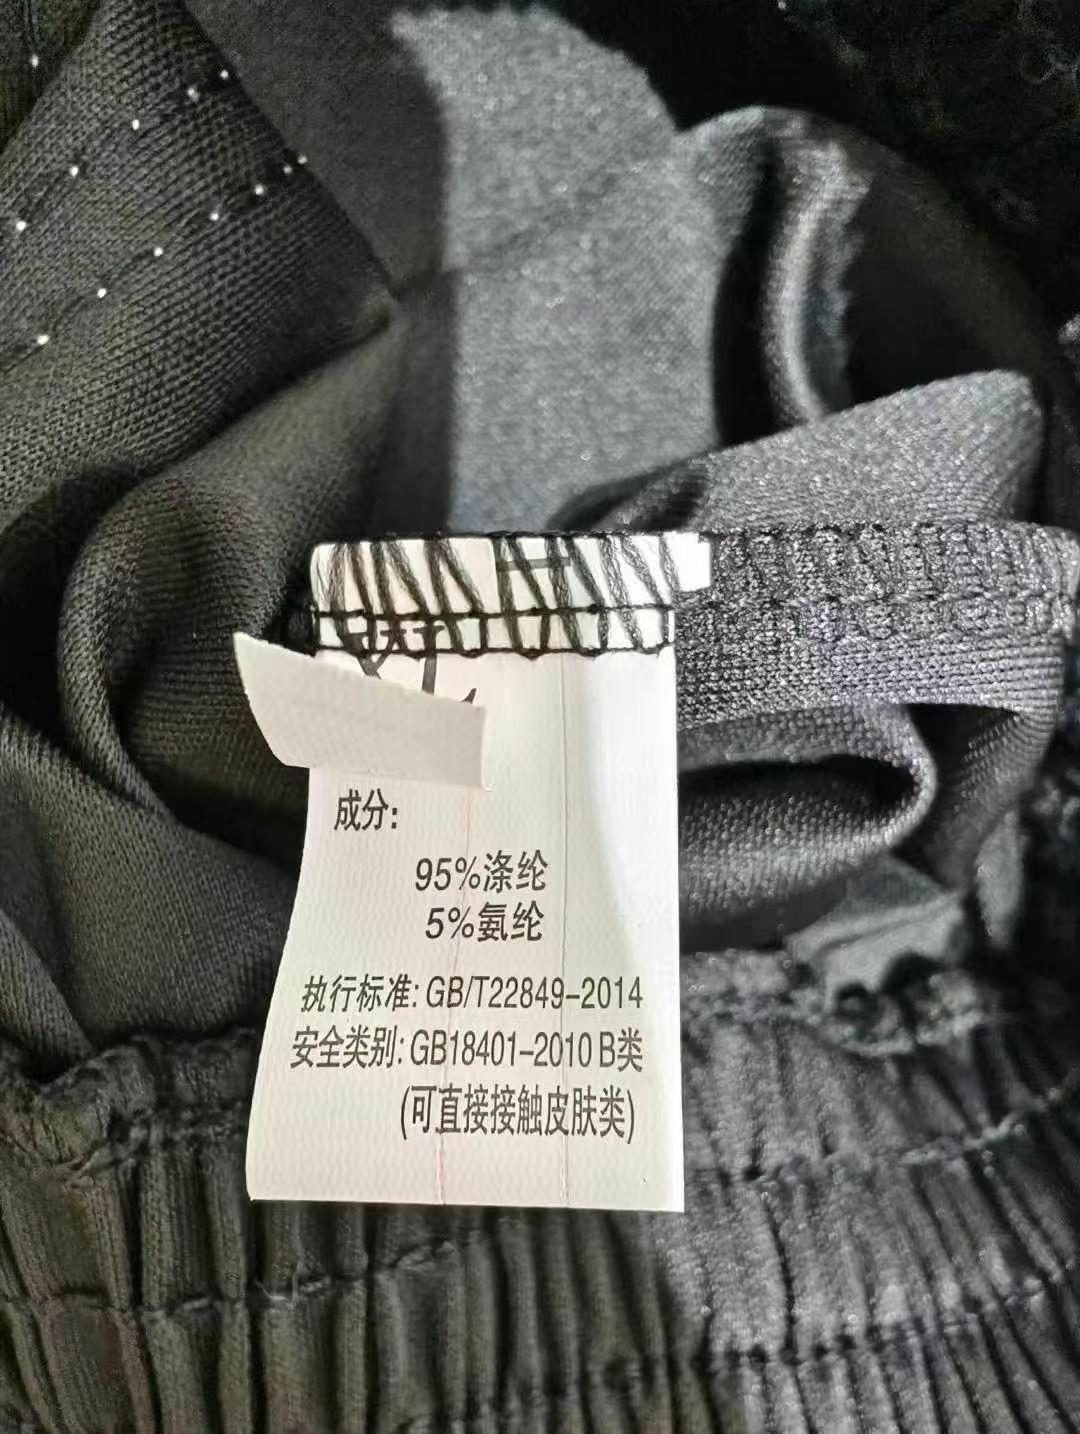 成分:
95%涤纶
5%氨纶
执行标准: GB/T22849-2014
安全类别: GB18401-2010 B类
(可直接接触皮肤类)